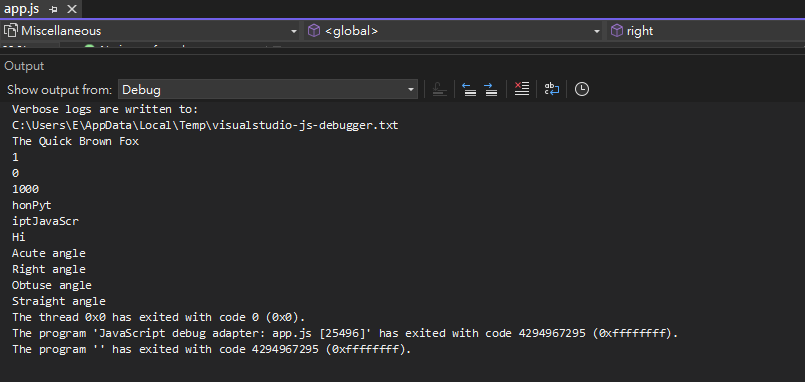 app.js
Miscellaneous <global> right
Output
Show output from: Debug
Verbose logs are written to:
C:\Users\E\AppData\Local\Temp\visualstudio-js-debugger.txt
The Quick Brown Fox
1
0
1000
honPyt
iptJavaScr
Hi
Acute angle
Right angle
Obtuse angle
Straight angle
The thread 0x0 has exited with code 0 (0x0).
The program 'JavaScript debug adapter: app.js [25496]' has exited with code 4294967295 (0xffffffff).
The program '' has exited with code 4294967295 (0xffffffff).